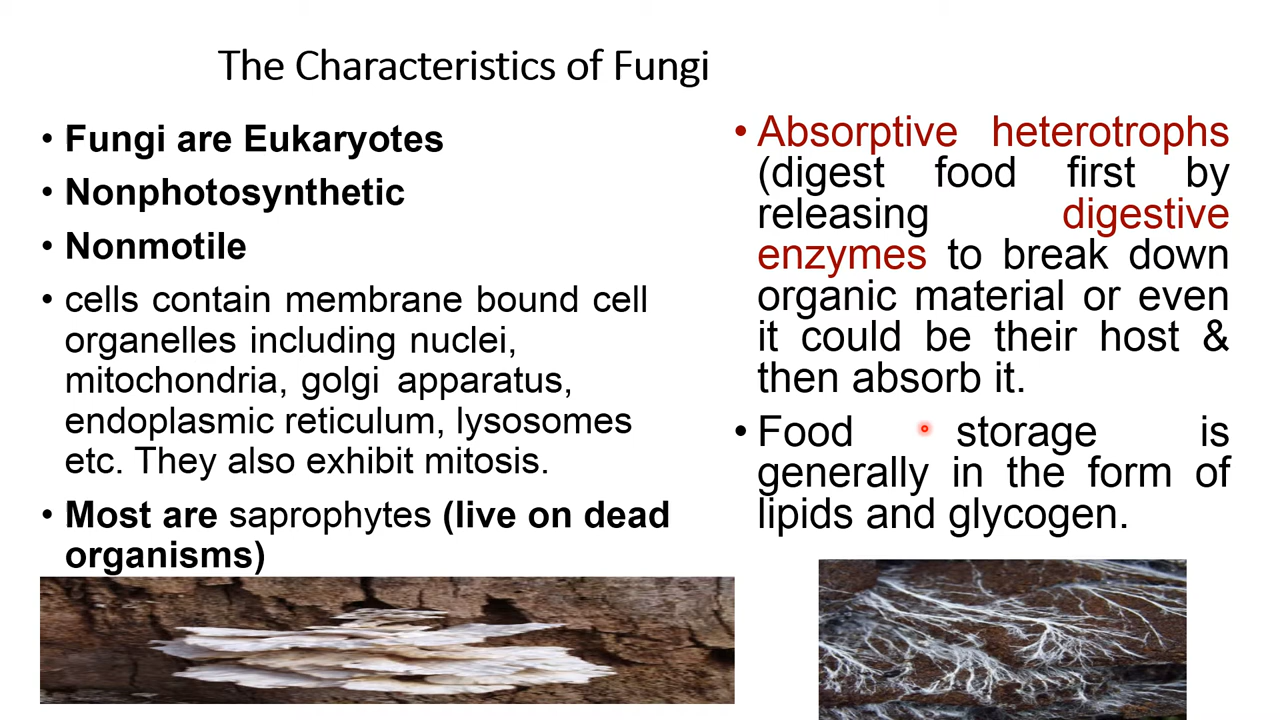 The Characteristics of Fungi
• Fungi are Eukaryotes
• Nonphotosynthetic
• Nonmotile
• cells contain membrane bound cell
organelles including nuclei,
mitochondria, golgi apparatus,
endoplasmic reticulum, lysosomes
etc. They also exhibit mitosis.
• Most are saprophytes (live on dead
organisms)
• Absorptive heterotrophs
(digest food first by
releasing digestive
enzymes to break down
organic material or even
it could be their host &
then absorb it.
• Food storage is
generally in the form of
lipids and glycogen.